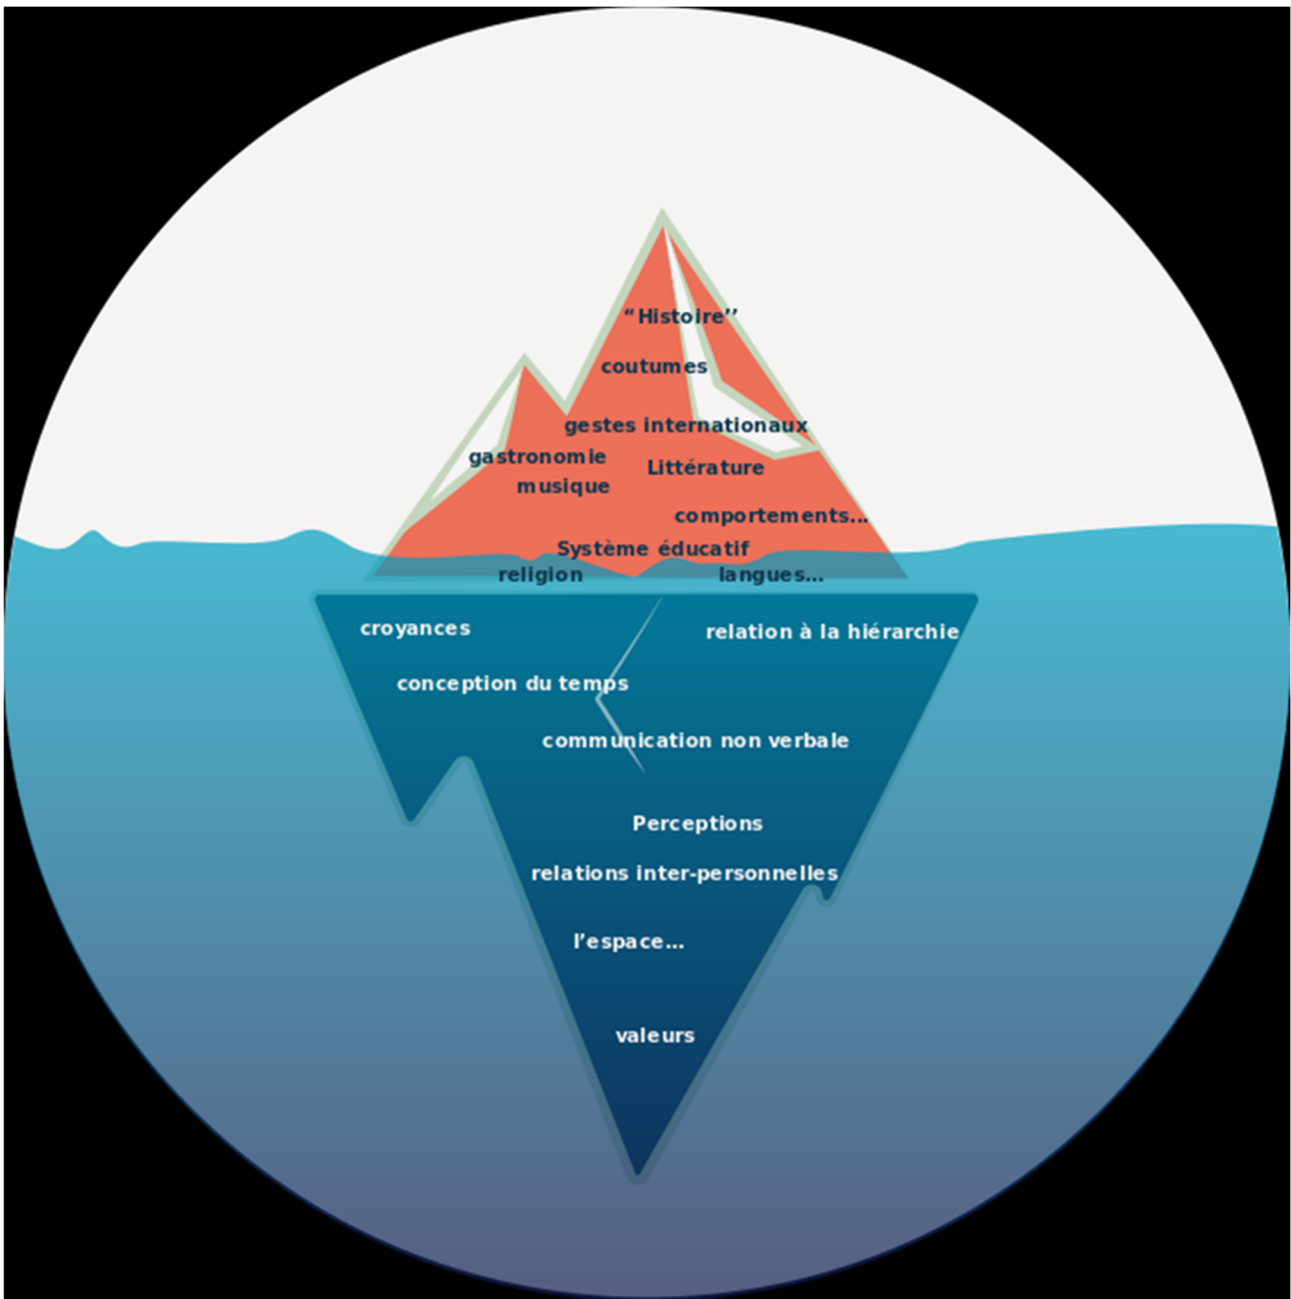 “Histoire’’
coutumes
gestes internationaux
gastronomie
Littérature
musique
comportements...
Système éducatif
religion
langues...
croyances
relation à la hiérarchie
conception du temps
communication non verbale
Perceptions
relations inter-personnelles
l’espace...
valeurs